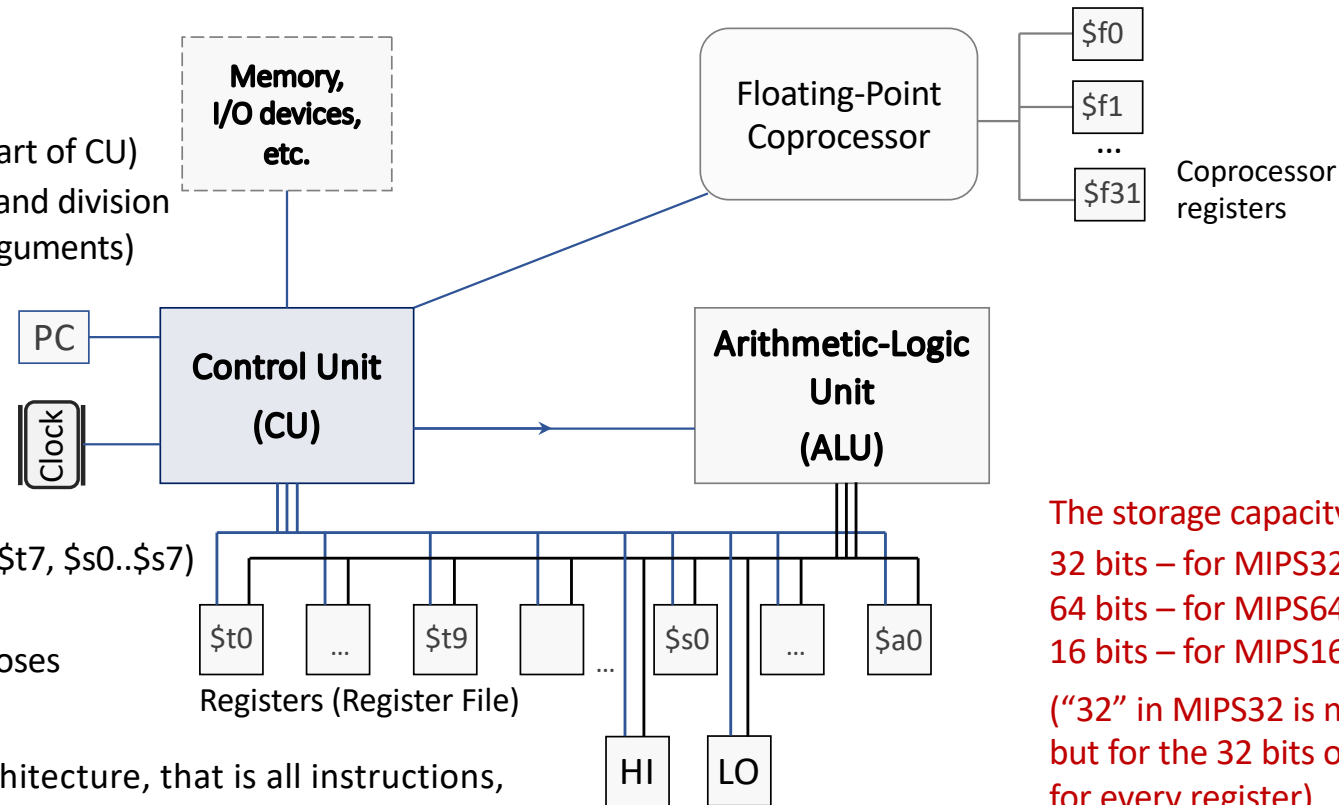 Memory,
I/O devices,
etc.
Floating-Point
Coprocessor
$f0
$f1
...
$f31
Coprocessor
registers
art of CU)
and division
guments)
PC
Clock
Control Unit
(CU)
Arithmetic-Logic
Unit
(ALU)
$t7, $s0..$s7)
oses
$t0
...
$t9
...
$s0
...
$a0
Registers (Register File)
HI
LO
hitecture, that is all instructions,
The storage capacity
32 bits – for MIPS32
64 bits – for MIPS64
16 bits – for MIPS16
("32" in MIPS32 is n
but for the 32 bits o
for every register)